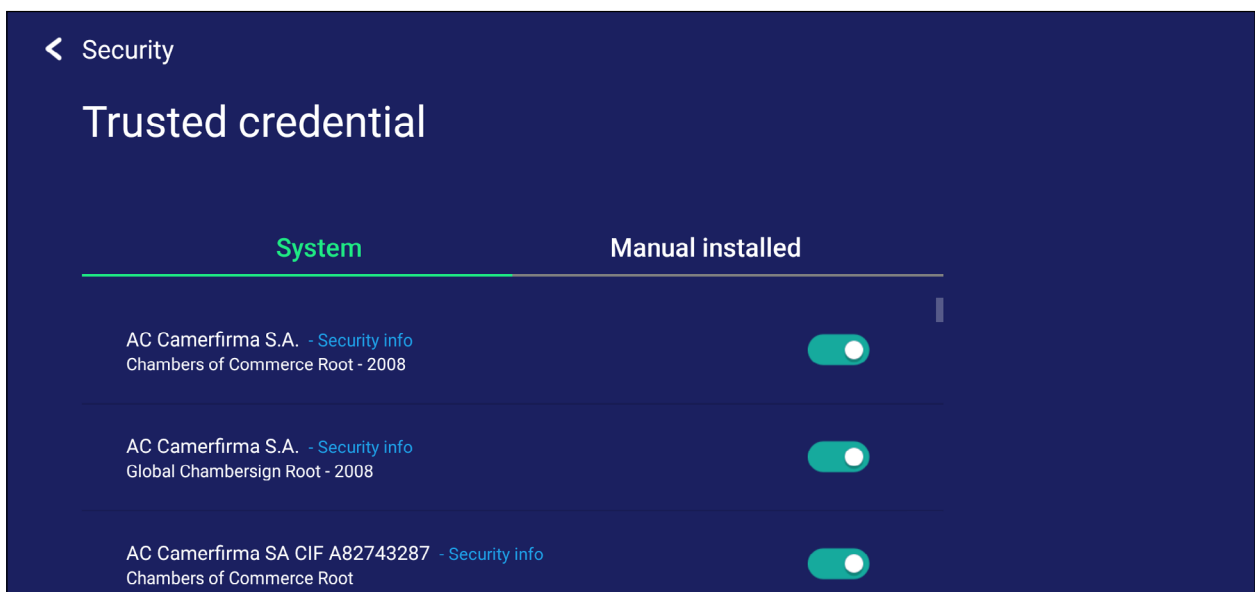 Security
Trusted credential
System
Manual installed
AC Camerfirma S.A. - Security info
Chambers of Commerce Root - 2008
AC Camerfirma S.A. - Security info
Global Chambersign Root - 2008
AC Camerfirma SA CIF A82743287 - Security info
Chambers of Commerce Root